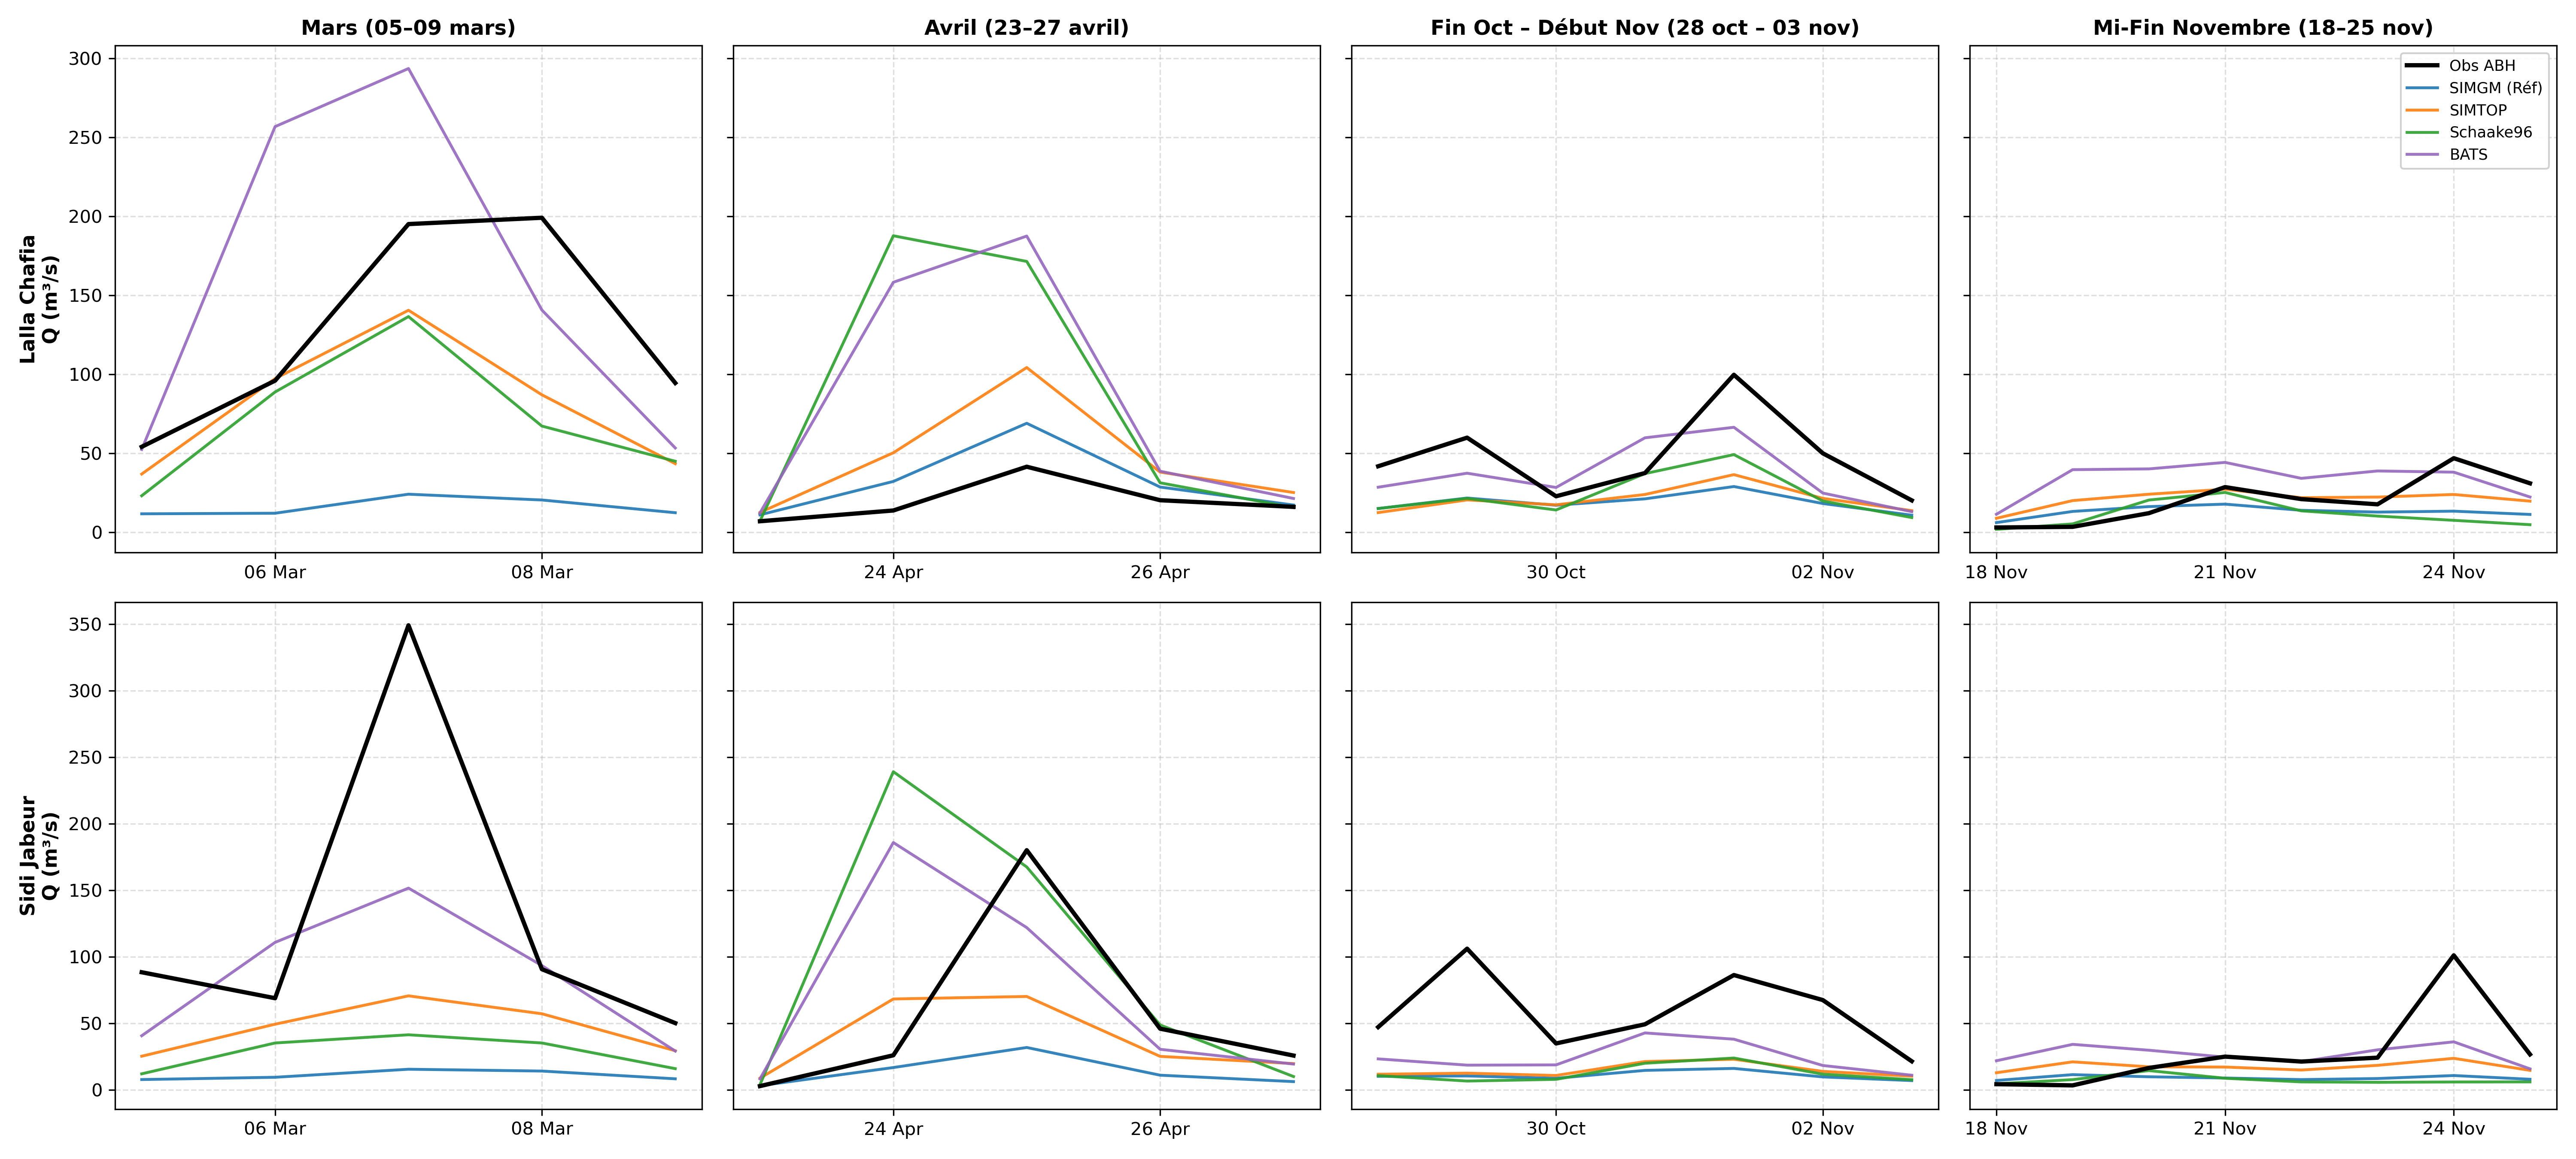 Mars (05–09 mars)
Avril (23–27 avril)
Fin Oct – Début Nov (28 oct – 03 nov)
Mi-Fin Novembre (18–25 nov)
Lalla Chafia
Q (m³/s)
300
250
200
150
100
50
0
Obs ABH
SIMGM (Réf)
SIMTOP
Schaake96
BATS
06 Mar
08 Mar
24 Apr
26 Apr
30 Oct
02 Nov
18 Nov
21 Nov
24 Nov
Sidi Jabeur
Q (m³/s)
350
300
250
200
150
100
50
0
06 Mar
08 Mar
24 Apr
26 Apr
30 Oct
02 Nov
18 Nov
21 Nov
24 Nov